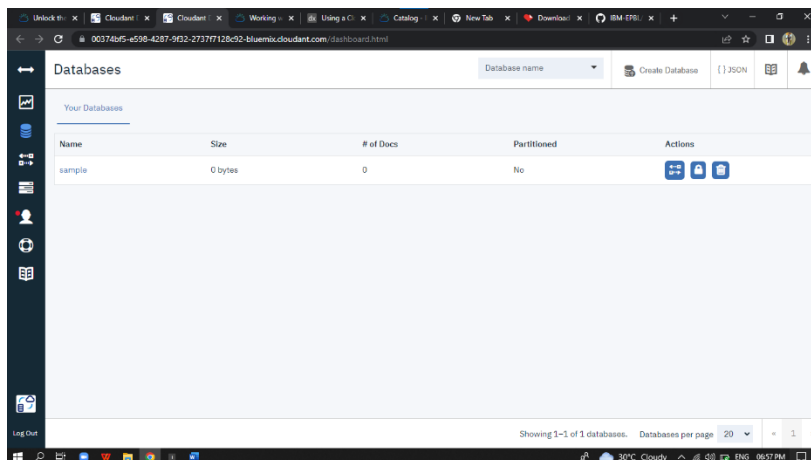 Unlock the
Cloudant
Cloudant
Working w
Using a Cl
Catalog -
New Tab
Download
IBM-EPBL
00374bf5-e598-4287-9f32-2737f7128c92-bluemix.cloudant.com/dashboard.html
Databases
Database name
Create Database
{ } JSON
Your Databases
Name Size # of Docs Partitioned Actions
sample 0 bytes 0 No
Log Out
Showing 1–1 of 1 databases. Databases per page 20 « 1
30°C Cloudy ENG 06:57 PM